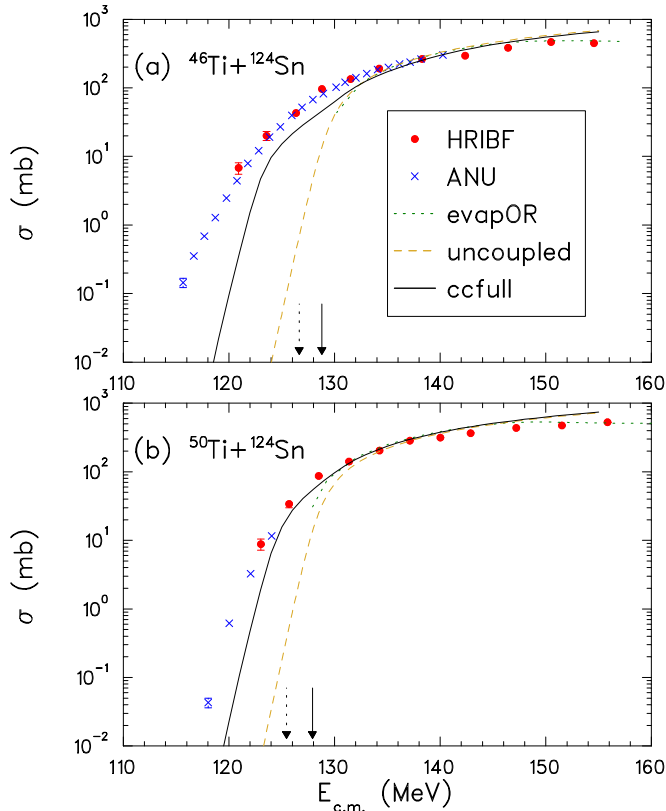 10³
(a) ⁴⁶Ti+¹²⁴Sn
10²
10¹
10⁰
10⁻¹
10⁻²
σ (mb)
HRIBF
ANU
evapOR
uncoupled
ccfull
110 120 130 140 150 160
10³
(b) ⁵⁰Ti+¹²⁴Sn
10²
10¹
10⁰
10⁻¹
10⁻²
σ (mb)
110 120 130 140 150 160
E_c.m. (MeV)